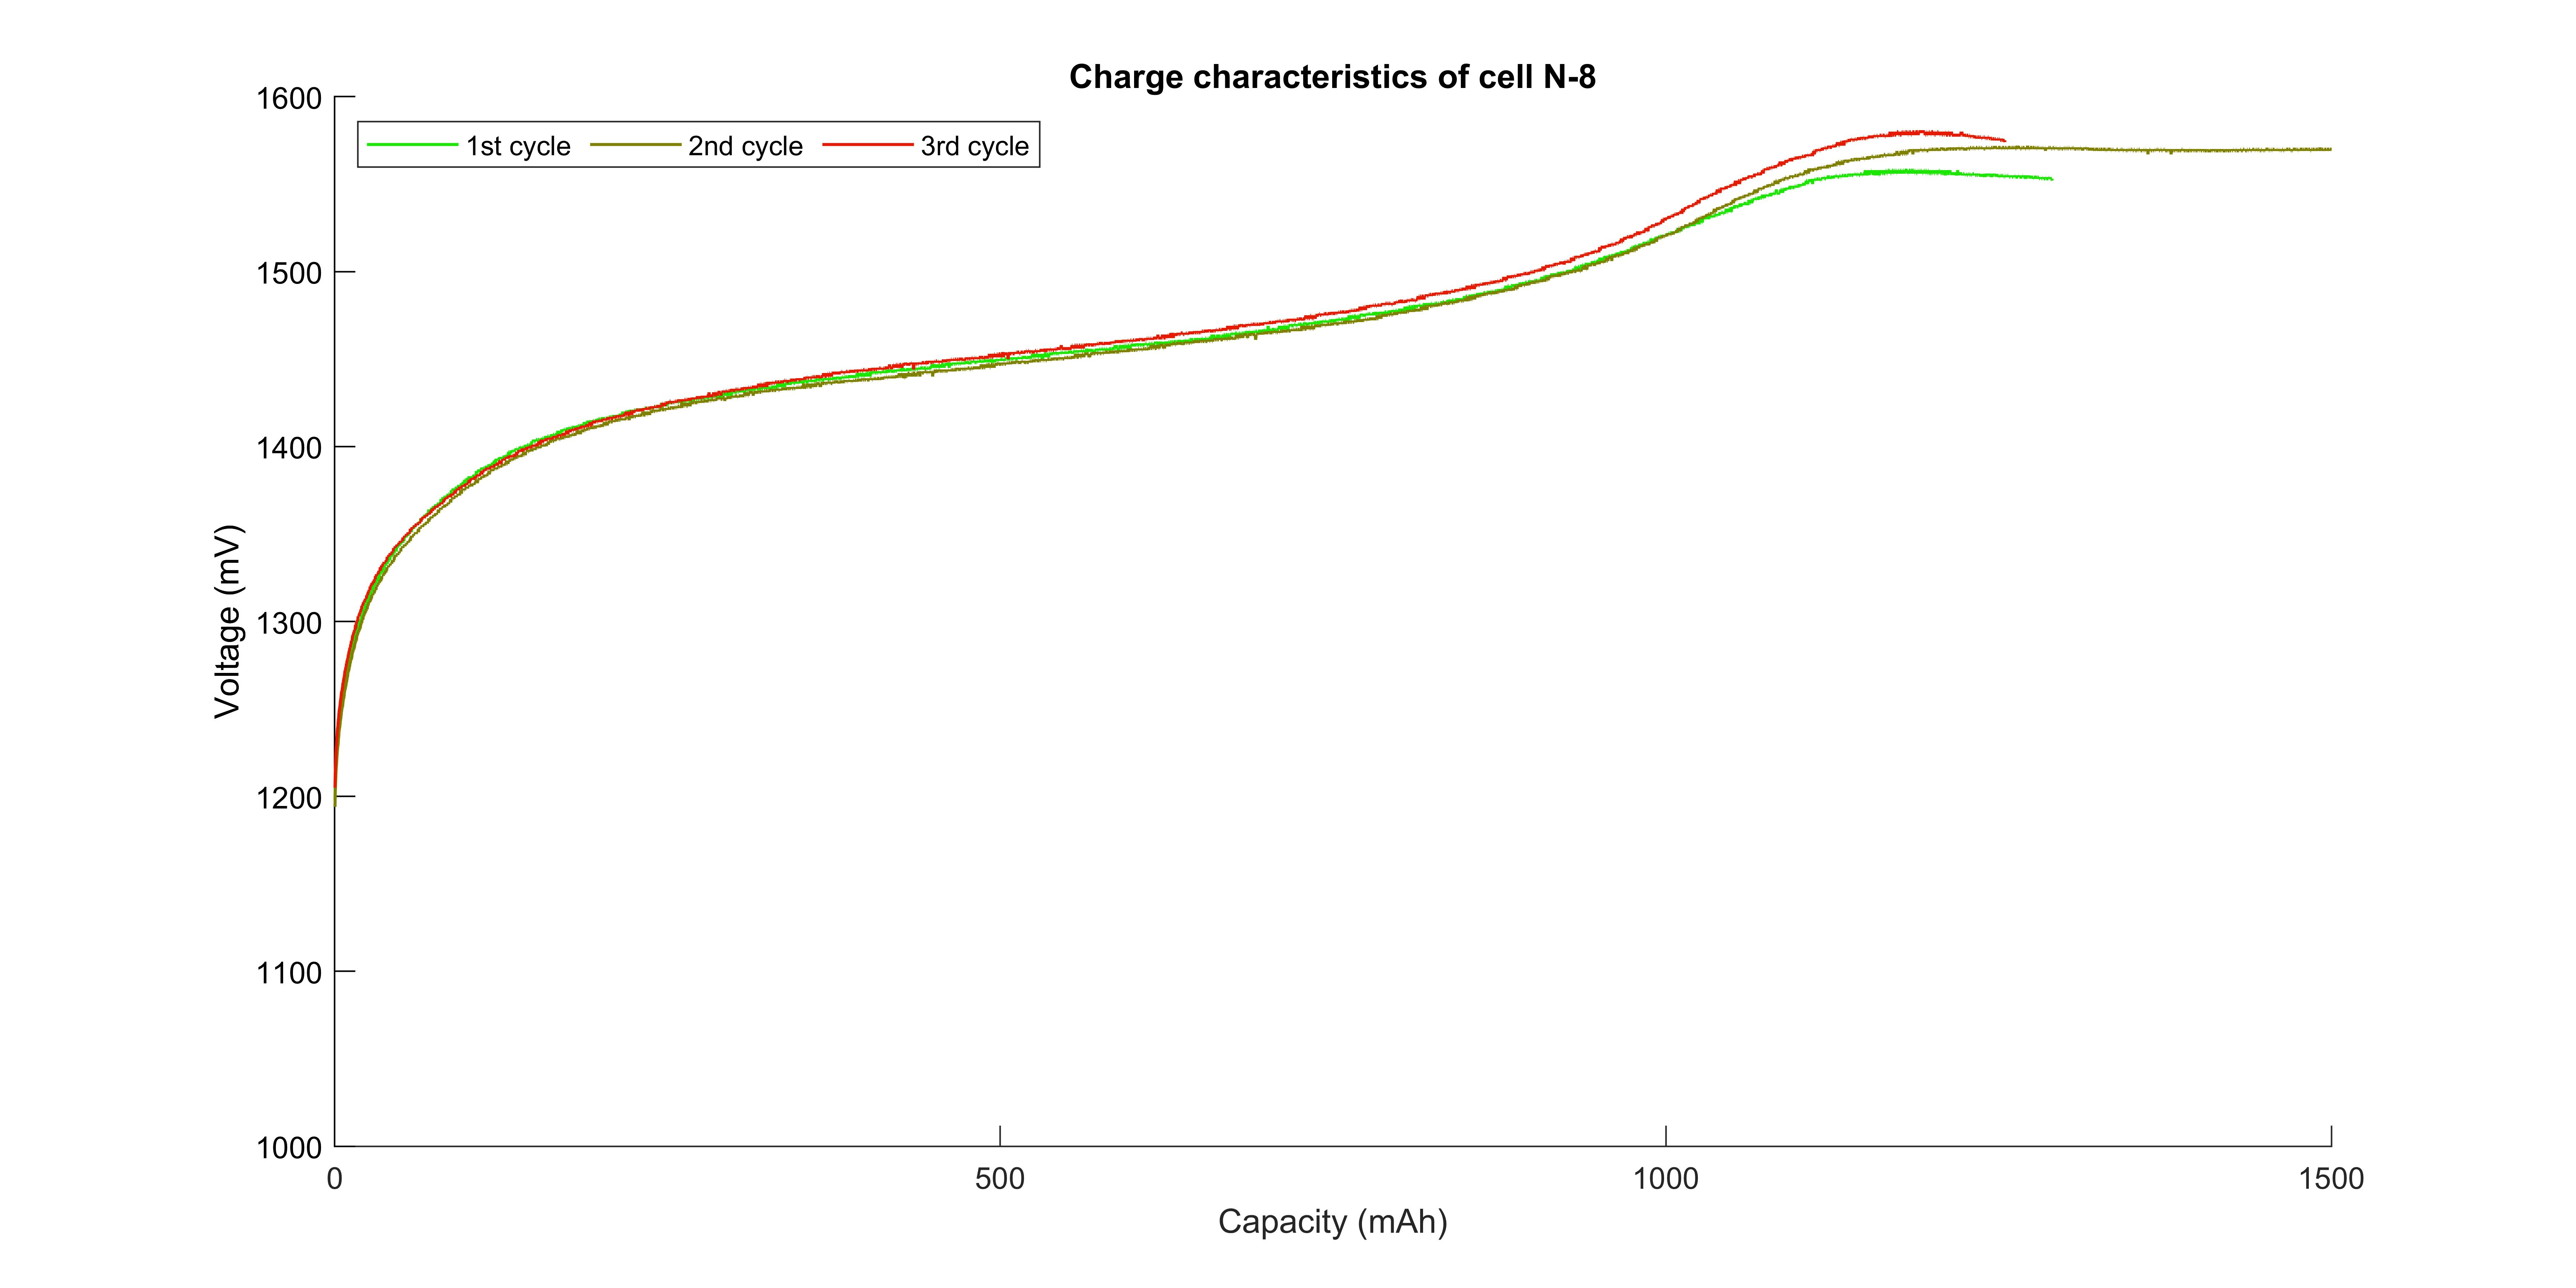 Charge characteristics of cell N-8
1600
1st cycle 2nd cycle 3rd cycle
1500
1400
1300
1200
1100
1000
Voltage (mV)
0 500 1000 1500
Capacity (mAh)